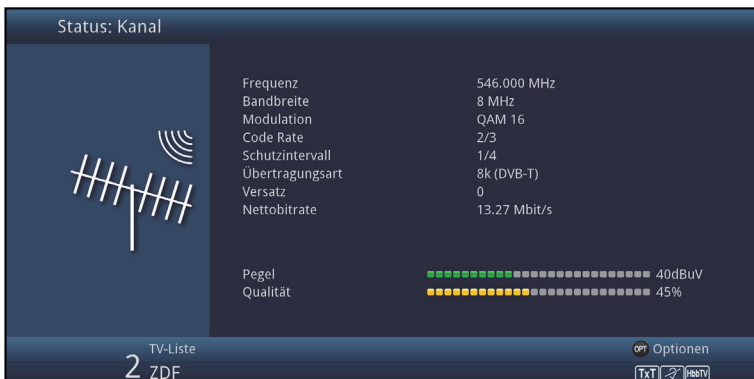 Status: Kanal
Frequenz 546.000 MHz
Bandbreite 8 MHz
Modulation QAM 16
Code Rate 2/3
Schutzintervall 1/4
Übertragungsart 8k (DVB-T)
Versatz 0
Nettobitrate 13.27 Mbit/s
Pegel 40dBuV
Qualität 45%
TV-Liste
2 ZDF
OPT Optionen
TxT HbbTV